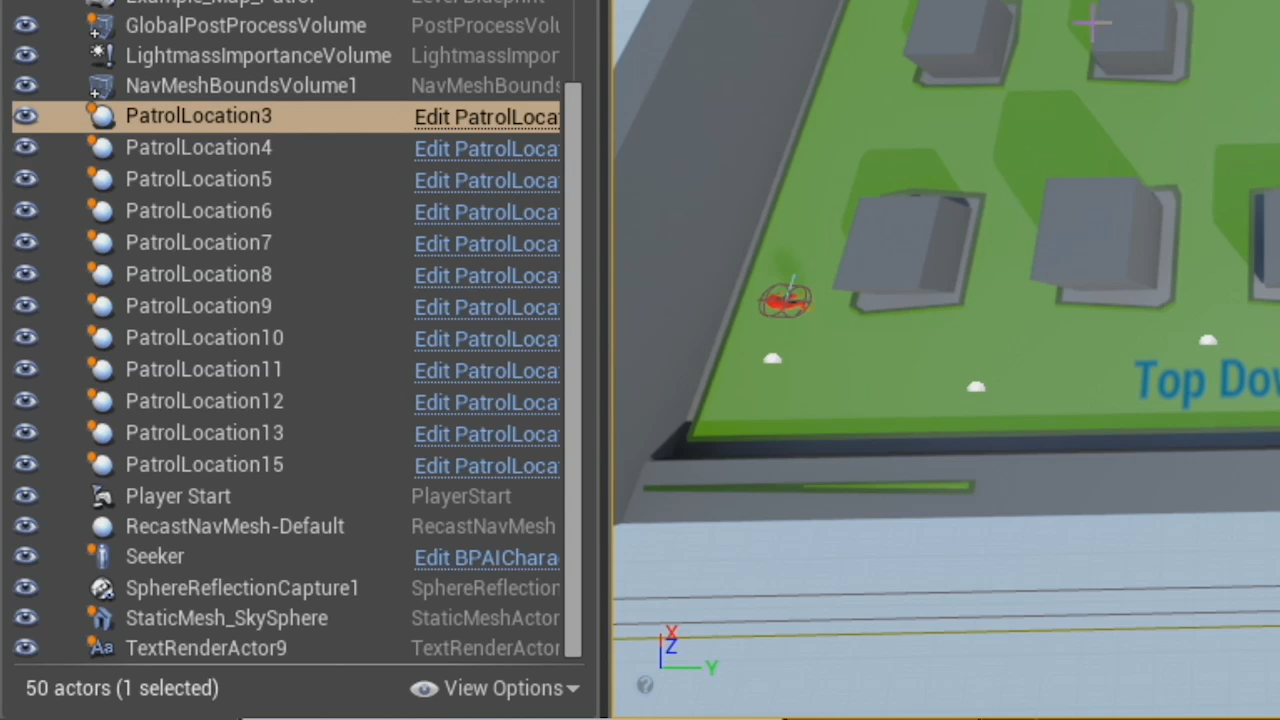 Example_Map_Patrol LevelBlueprint
GlobalPostProcessVolume PostProcessVolu
LightmassImportanceVolume LightmassImpor
NavMeshBoundsVolume1 NavMeshBounds
PatrolLocation3 Edit PatrolLoca
PatrolLocation4 Edit PatrolLoca
PatrolLocation5 Edit PatrolLoca
PatrolLocation6 Edit PatrolLoca
PatrolLocation7 Edit PatrolLoca
PatrolLocation8 Edit PatrolLoca
PatrolLocation9 Edit PatrolLoca
PatrolLocation10 Edit PatrolLoca
PatrolLocation11 Edit PatrolLoca
PatrolLocation12 Edit PatrolLoca
PatrolLocation13 Edit PatrolLoca
PatrolLocation15 Edit PatrolLoca
Player Start PlayerStart
RecastNavMesh-Default RecastNavMesh
Seeker Edit BPAIChara
SphereReflectionCapture1 SphereReflection
StaticMesh_SkySphere StaticMeshActor
TextRenderActor9 TextRenderActor
50 actors (1 selected) View Options
Top Dow
X
Z
Y